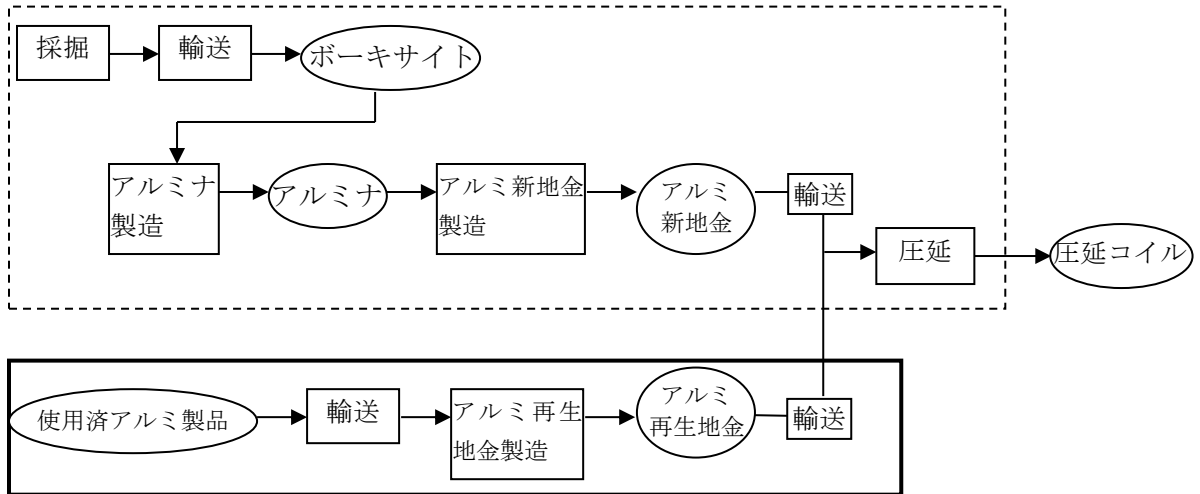 採掘
輸送
ボーキサイト
アルミナ
製造
アルミナ
アルミ新地金
製造
アルミ
新地金
輸送
圧延
圧延コイル
使用済アルミ製品
輸送
アルミ再生
地金製造
アルミ
再生地金
輸送